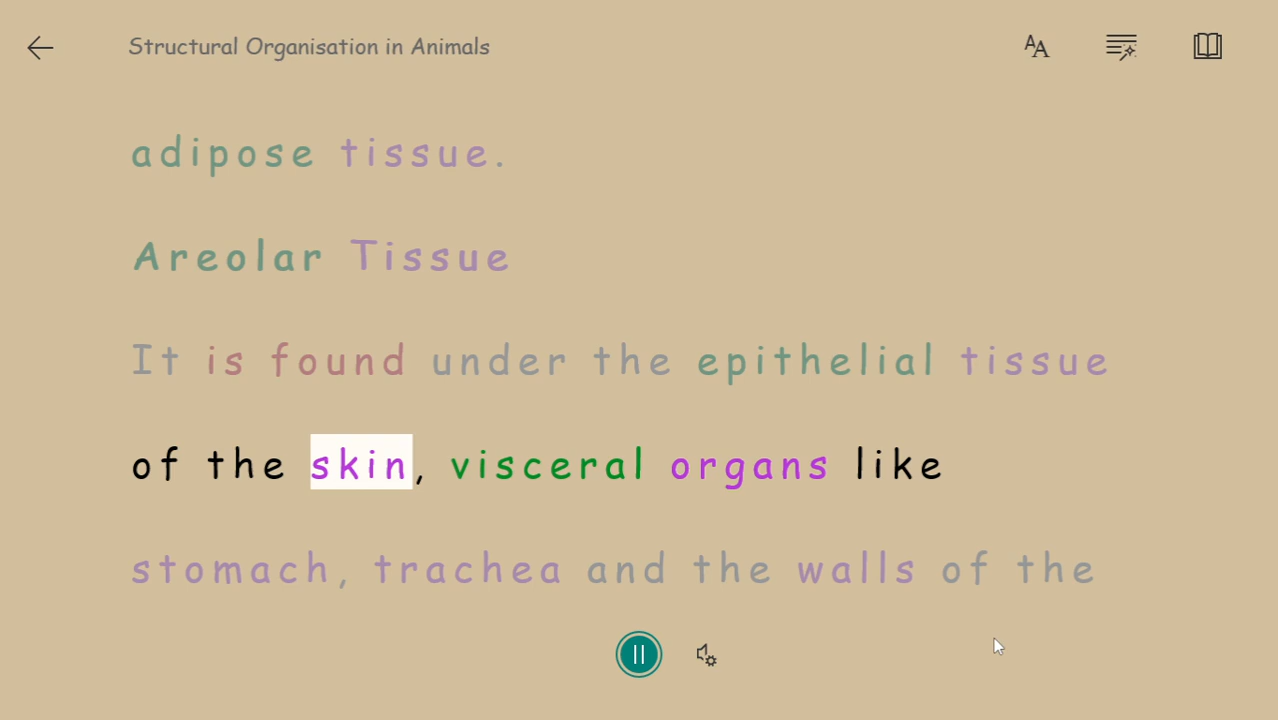 Structural Organisation in Animals
adipose tissue.
Areolar Tissue
It is found under the epithelial tissue
of the skin, visceral organs like
stomach, trachea and the walls of the